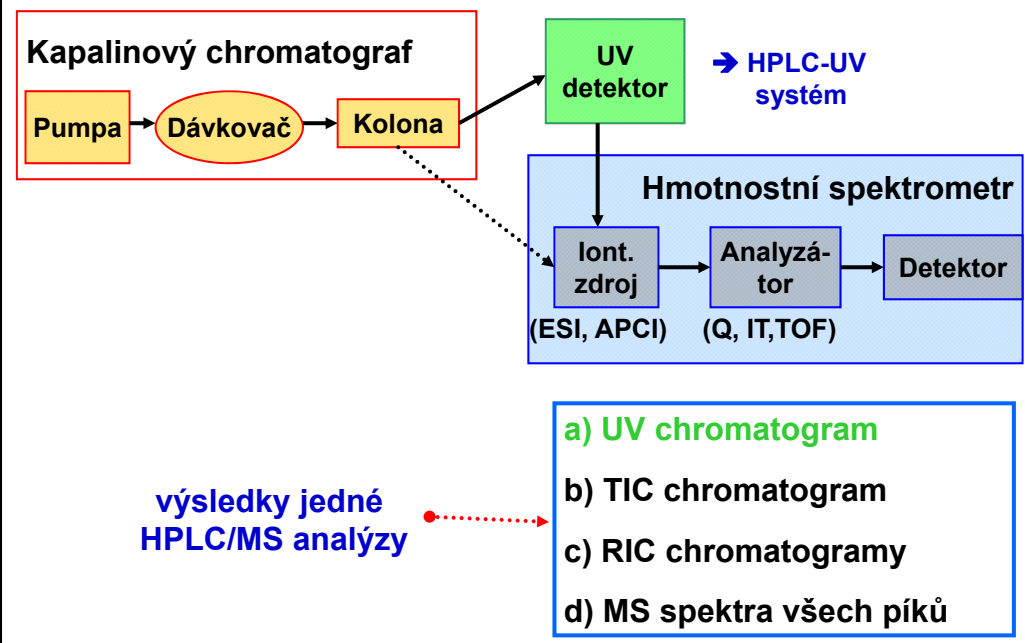 Kapalinový chromatograf
Pumpa
Dávkovač
Kolona
UV
detektor
➔ HPLC-UV
systém
Hmotnostní spektrometr
Iont.
zdroj
Analyzá-
tor
Detektor
(ESI, APCI)
(Q, IT,TOF)
výsledky jedné
HPLC/MS analýzy
a) UV chromatogram
b) TIC chromatogram
c) RIC chromatogramy
d) MS spektra všech píků